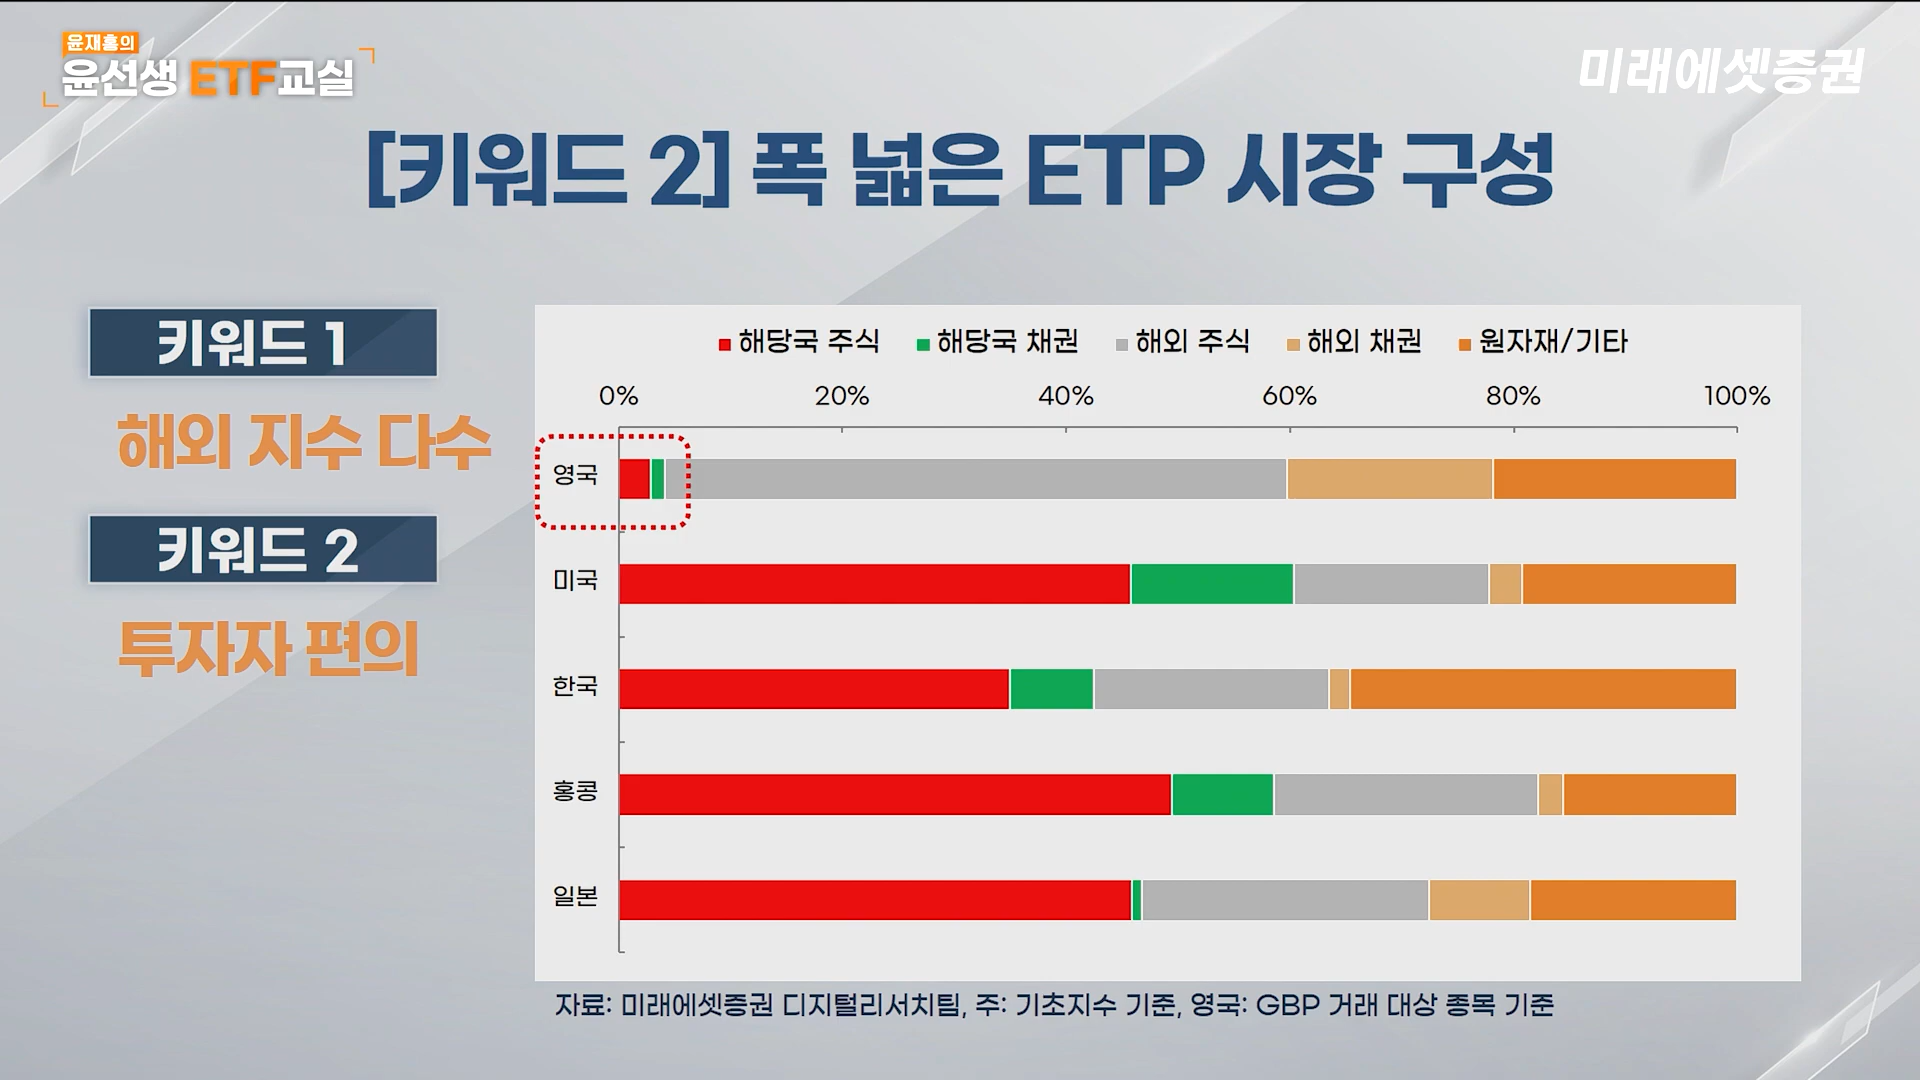 윤재홍의
윤선생 ETF교실
미래에셋증권
[키워드 2] 폭 넓은 ETP 시장 구성
키워드 1
해외 지수 다수
키워드 2
투자자 편의
해당국 주식 해당국 채권 해외 주식 해외 채권 원자재/기타
0% 20% 40% 60% 80% 100%
영국
미국
한국
홍콩
일본
자료: 미래에셋증권 디지털리서치팀, 주: 기초지수 기준, 영국: GBP 거래 대상 종목 기준